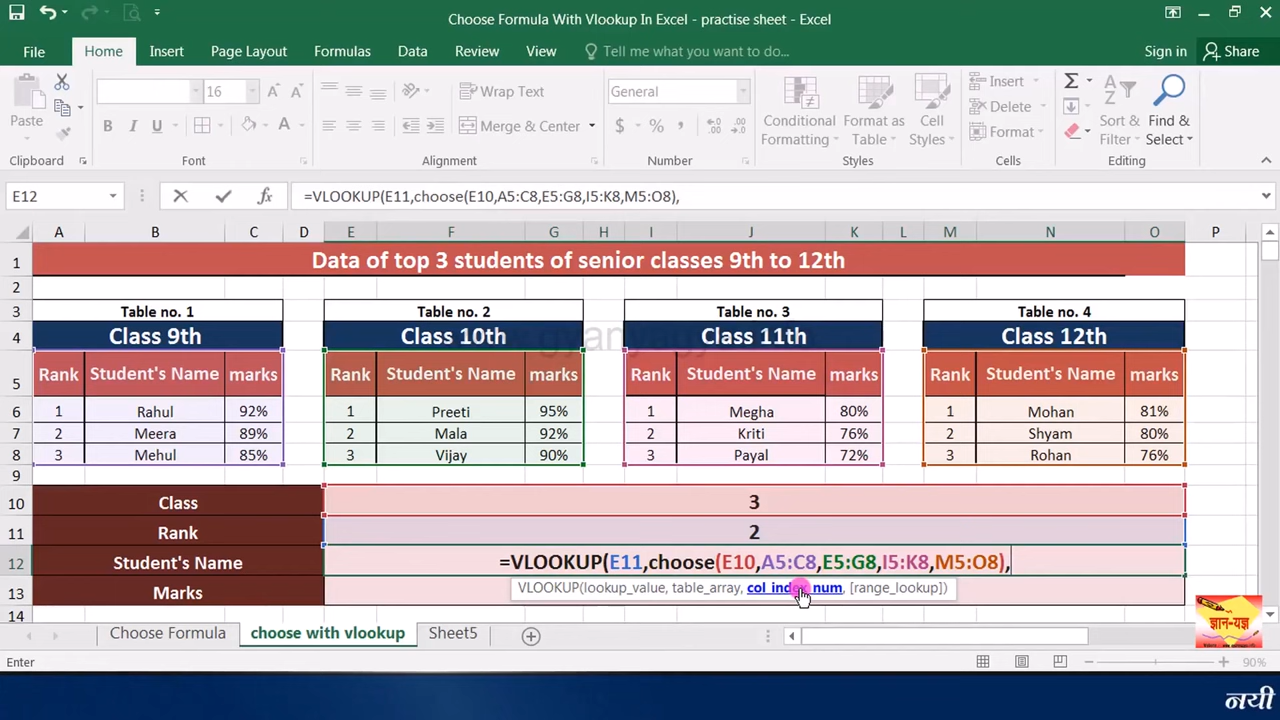 Choose Formula With Vlookup In Excel - practise sheet - Excel
File Home Insert Page Layout Formulas Data Review View Tell me what you want to do... Sign in Share
16 Wrap Text General Insert
Paste B I U Merge & Center $ % , Conditional Formatting Format as Table Cell Styles Delete Format Sort & Filter Find & Select
Clipboard Font Alignment Number Styles Cells Editing
E12 fx =VLOOKUP(E11,choose(E10,A5:C8,E5:G8,I5:K8,M5:O8),
A B C D E F G H I J K L M N O P
1 Data of top 3 students of senior classes 9th to 12th
2
3 Table no. 1 Table no. 2 Table no. 3 Table no. 4
4 Class 9th Class 10th Class 11th Class 12th
5 Rank Student's Name marks Rank Student's Name marks Rank Student's Name marks Rank Student's Name marks
6 1 Rahul 92% 1 Preeti 95% 1 Megha 80% 1 Mohan 81%
7 2 Meera 89% 2 Mala 92% 2 Kriti 76% 2 Shyam 80%
8 3 Mehul 85% 3 Vijay 90% 3 Payal 72% 3 Rohan 76%
9
10 Class 3
11 Rank 2
12 Student's Name =VLOOKUP(E11,choose(E10,A5:C8,E5:G8,I5:K8,M5:O8),
VLOOKUP(lookup_value, table_array, col_index_num, [range_lookup])
13 Marks
14
ज्ञान-यज्ञ
Choose Formula choose with vlookup Sheet5
Enter 90%
नयी